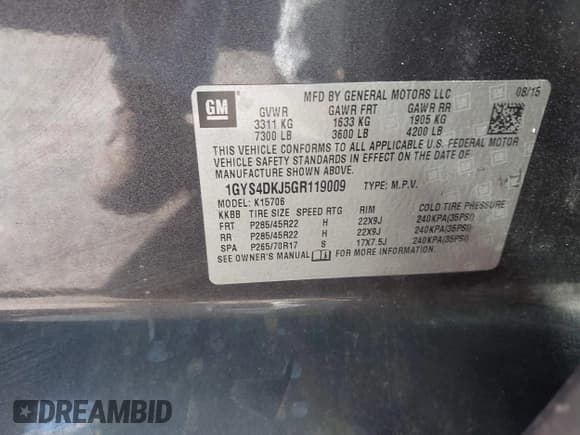 GM
MFD BY GENERAL MOTORS LLC 08/15
GVWR GAWR FRT GAWR RR
3311 KG 1633 KG 1905 KG
7300 LB 3600 LB 4200 LB
THIS VEHICLE CONFORMS TO ALL APPLICABLE U.S. FEDERAL MOTOR
VEHICLE SAFETY STANDARDS IN EFFECT ON THE DATE OF
MANUFACTURE SHOWN ABOVE.
1GYS4DKJ5GR119009 TYPE: M.P.V.
MODEL: K15706
KKBB TIRE SIZE SPEED RTG RIM COLD TIRE PRESSURE
FRT P285/45R22 H 22X9J 240KPA(35PSI)
RR P285/45R22 H 22X9J 240KPA(35PSI)
SPA P265/70R17 S 17X7.5J 240KPA(35PSI)
SEE OWNER'S MANUAL FOR MORE INFORMATION
DREAMBID